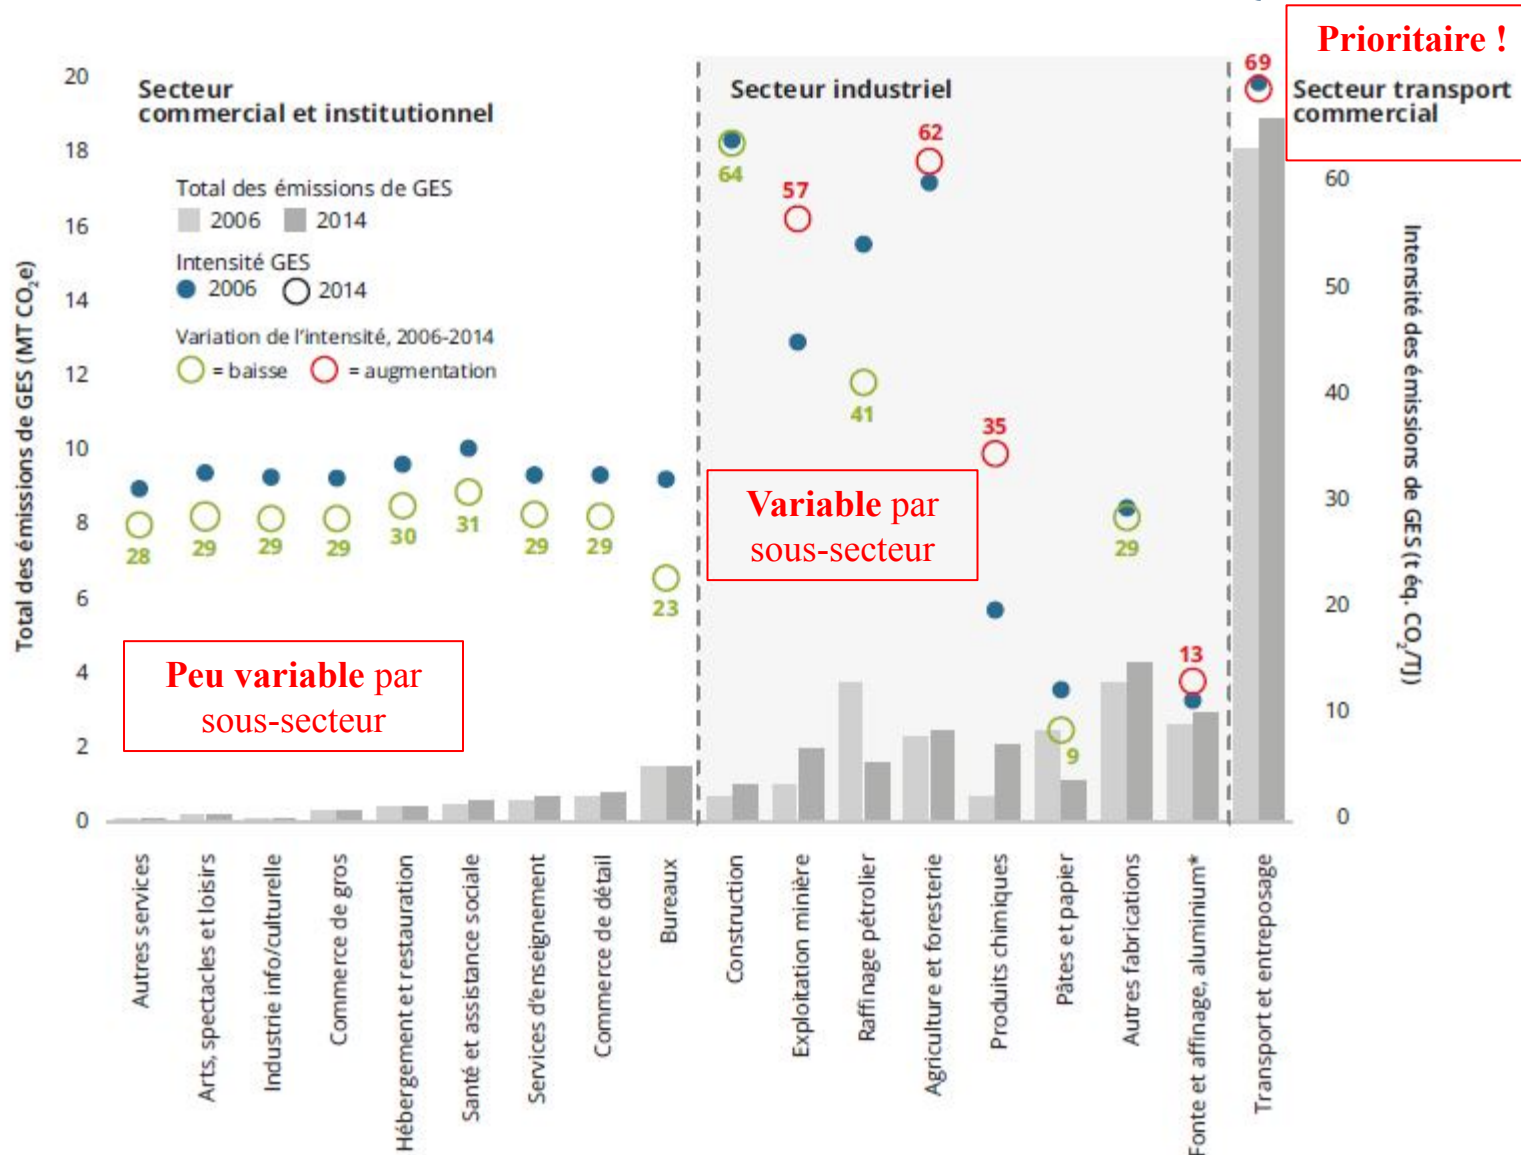 Prioritaire !
Secteur
commercial et institutionnel
Secteur industriel
Secteur transport
commercial
Total des émissions de GES
2006 2014
Intensité GES
2006 2014
Variation de l'intensité, 2006-2014
= baisse = augmentation
Total des émissions de GES (MT CO₂e)
20
18
16
14
12
10
8
6
4
2
0
28
29
29
29
30
31
29
29
23
64
57
41
62
35
9
29
13
69
Peu variable par
sous-secteur
Variable par
sous-secteur
60
50
40
30
20
10
0
Intensité des émissions de GES (t éq. CO₂/TJ)
Autres services
Arts, spectacles et loisirs
Industrie info/culturelle
Commerce de gros
Hébergement et restauration
Santé et assistance sociale
Services d'enseignement
Commerce de détail
Bureaux
Construction
Exploitation minière
Raffinage pétrolier
Agriculture et foresterie
Produits chimiques
Pâtes et papier
Autres fabrications
Fonte et affinage, aluminium*
Transport et entreposage